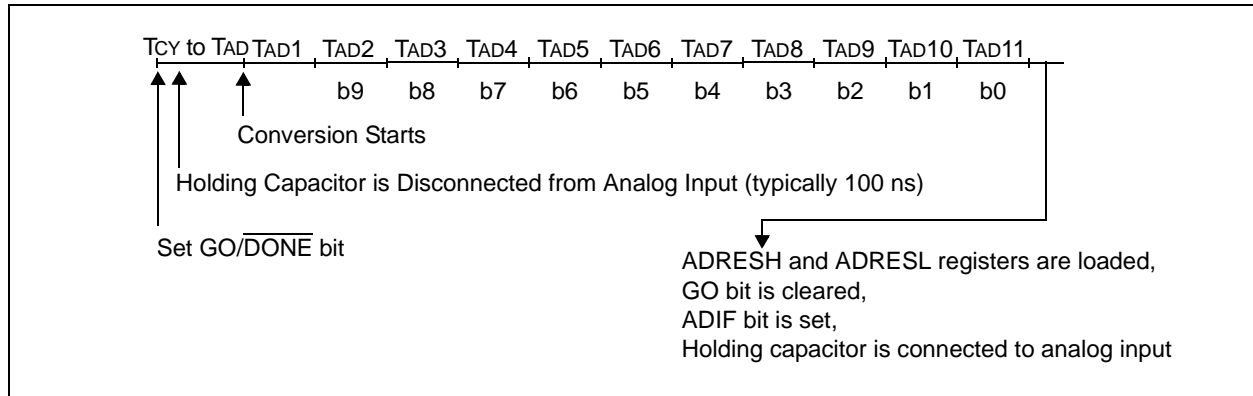 TCY to TAD TAD1 TAD2 TAD3 TAD4 TAD5 TAD6 TAD7 TAD8 TAD9 TAD10 TAD11
b9 b8 b7 b6 b5 b4 b3 b2 b1 b0
Conversion Starts
Holding Capacitor is Disconnected from Analog Input (typically 100 ns)
Set GO/DONE bit
ADRESH and ADRESL registers are loaded,
GO bit is cleared,
ADIF bit is set,
Holding capacitor is connected to analog input